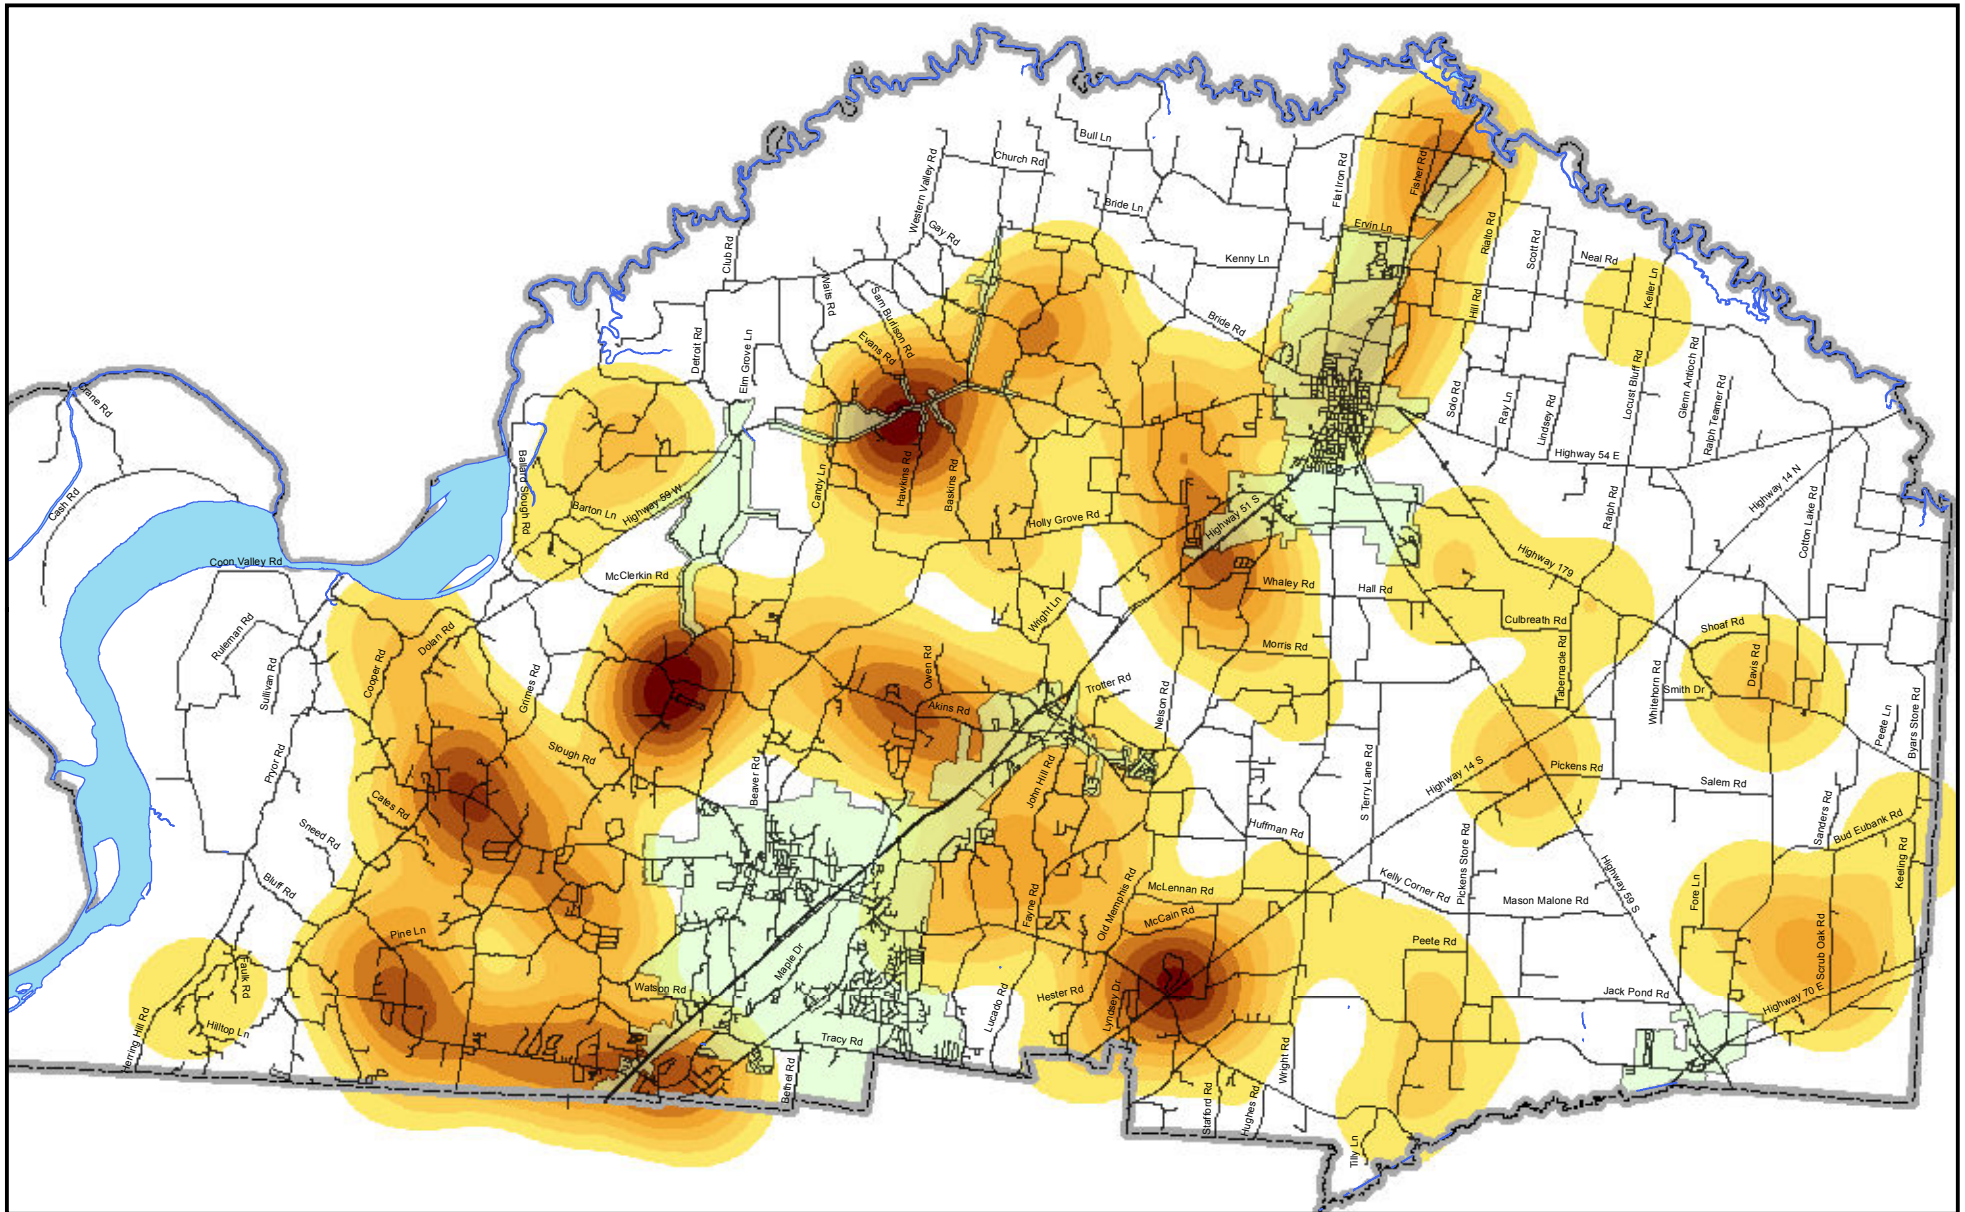 Bull Ln
Church Rd
Western Valley Rd
Flat Iron Rd
Fisher Rd
Bride Ln
Gay Rd
Ervin Ln
Rialto Rd
Scott Rd
Club Rd
Kenny Ln
Neal Rd
Keller Ln
Waits Rd
Sam Burlison Rd
Hill Rd
Bride Rd
Detroit Rd
Elm Grove Ln
Evans Rd
Crane Rd
Solo Rd
Ray Ln
Lindsey Rd
Locust Bluff Rd
Glenn Antioch Rd
Ralph Teamer Rd
Highway 54 E
Ballard Slough Rd
Candy Ln
Hawkins Rd
Baskins Rd
Highway 14 N
Cash Rd
Barton Ln
Highway 59 W
Holly Grove Rd
Highway 51 S
Ralph Rd
Cotton Lake Rd
Coon Valley Rd
McClerkin Rd
Highway 179
Whaley Rd
Hall Rd
Wright Ln
Ruleman Rd
Dolan Rd
Culbreath Rd
Shoaf Rd
Morris Rd
Sullivan Rd
Cooper Rd
Grimes Rd
Owen Rd
Tabernacle Rd
Davis Rd
Whitehorn Rd
Smith Dr
Trotter Rd
Akins Rd
Nelson Rd
Peete Ln
Byars Store Rd
Slough Rd
Pryor Rd
Beaver Rd
John Hill Rd
S Terry Lane Rd
Highway 14 S
Pickens Rd
Salem Rd
Cates Rd
Sneed Rd
Huffman Rd
Sanders Rd
Bud Eubank Rd
Pickens Store Rd
Keeling Rd
Bluff Rd
McLennan Rd
Kelly Corner Rd
Highway 59 S
Mason Malone Rd
Fore Ln
Fayne Rd
Old Memphis Rd
McCain Rd
Pine Ln
Peete Rd
Scrub Oak Rd
Maple Dr
Faulk Rd
Watson Rd
Hester Rd
Lyndsey Dr
Lucado Rd
Jack Pond Rd
Highway 70 E
Herring Hill Rd
Hilltop Ln
Tracy Rd
Bethel Rd
Wright Rd
Stafford Rd
Hughes Rd
Tilly Ln